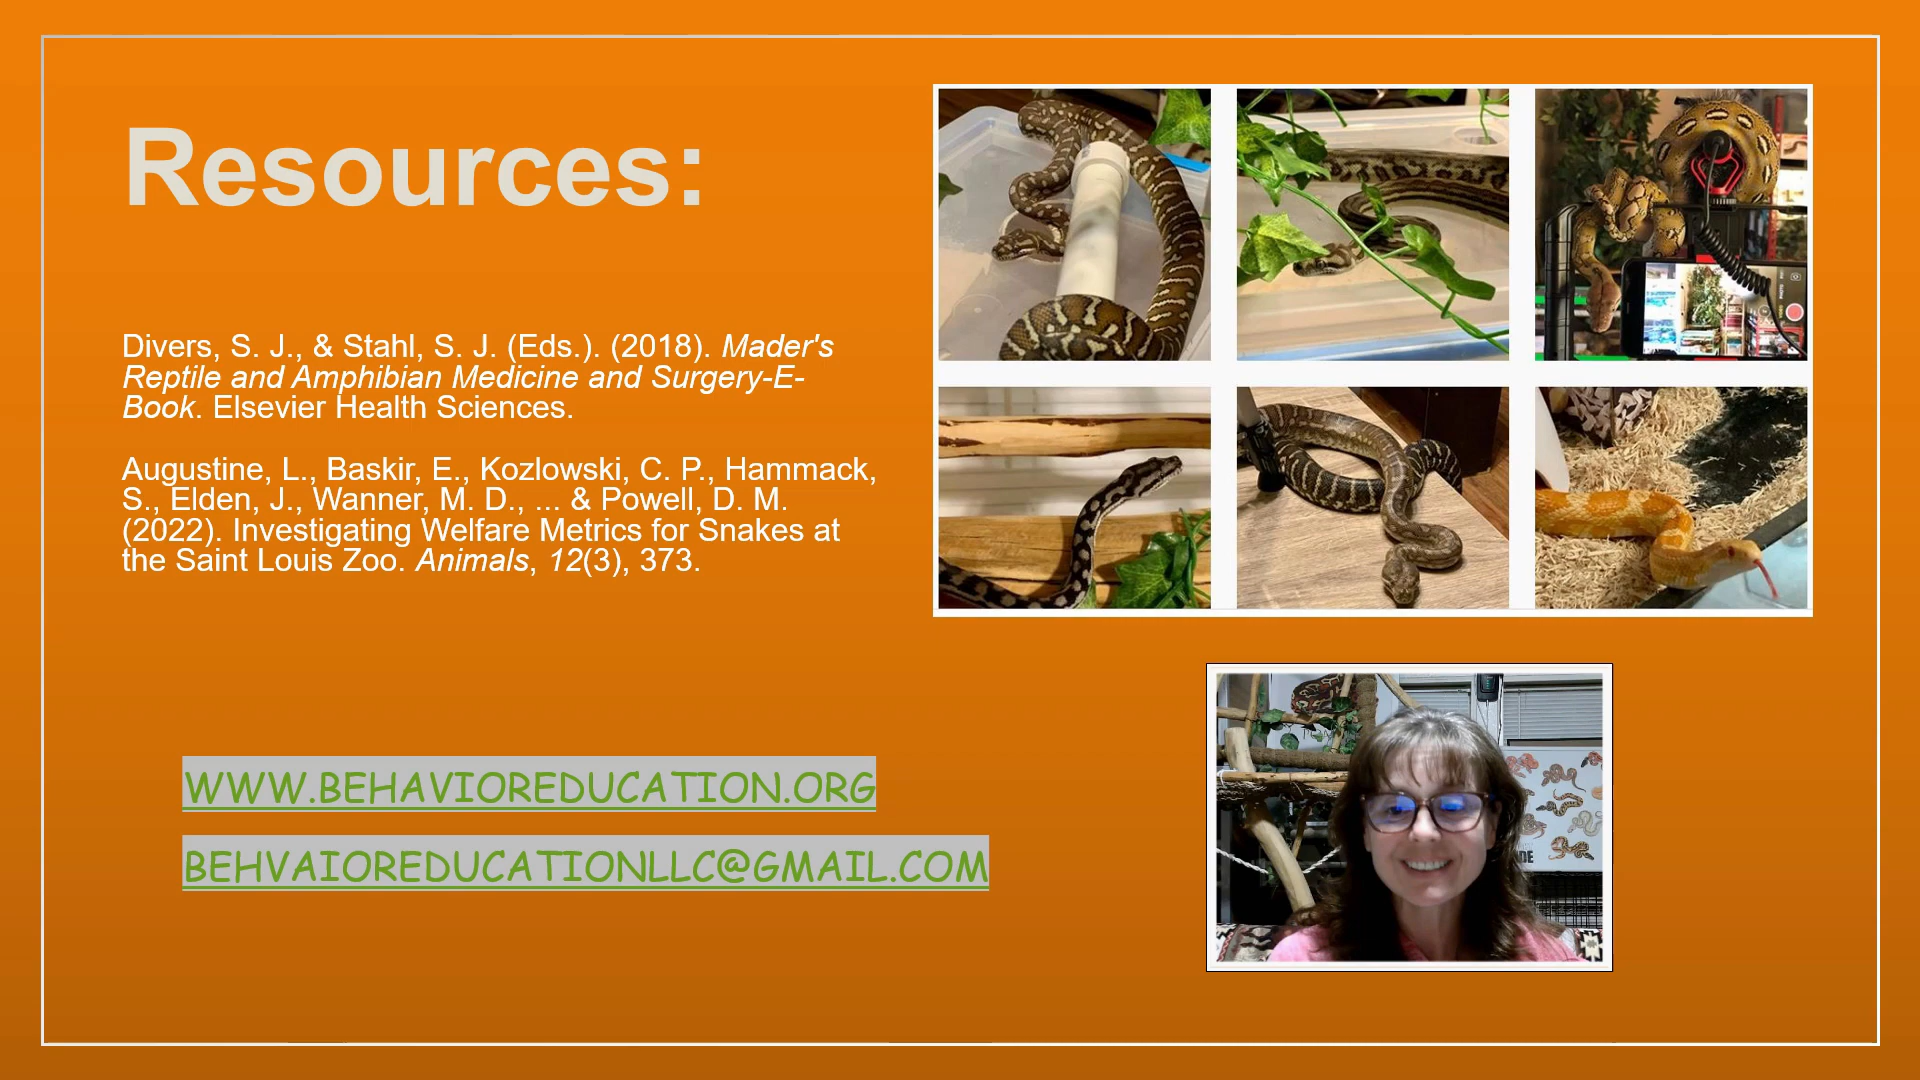 Resources:
Divers, S. J., & Stahl, S. J. (Eds.). (2018). Mader's
Reptile and Amphibian Medicine and Surgery-E-
Book. Elsevier Health Sciences.
Augustine, L., Baskir, E., Kozlowski, C. P., Hammack,
S., Elden, J., Wanner, M. D., ... & Powell, D. M.
(2022). Investigating Welfare Metrics for Snakes at
the Saint Louis Zoo. Animals, 12(3), 373.
WWW.BEHAVIOREDUCATION.ORG
BEHVAIOREDUCATIONLLC@GMAIL.COM